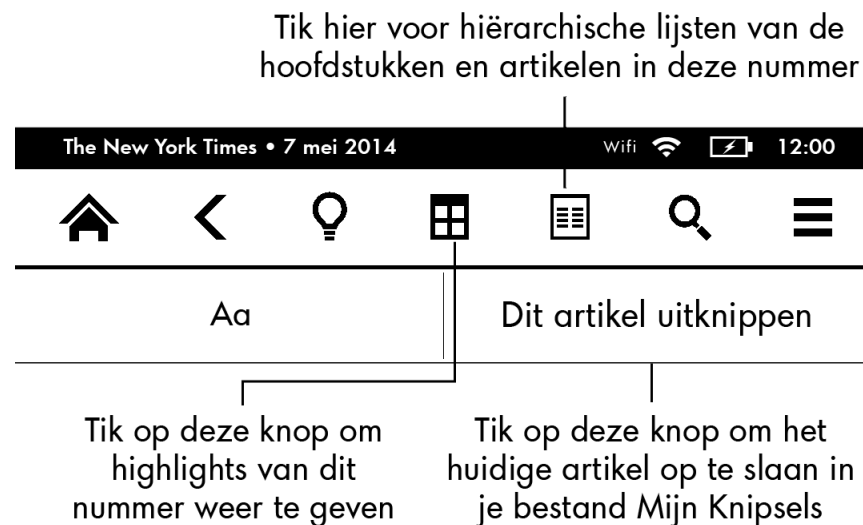 Tik hier voor hiërarchische lijsten van de
hoofdstukken en artikelen in deze nummer
The New York Times • 7 mei 2014 Wifi 12:00
Aa Dit artikel uitknippen
Tik op deze knop om
highlights van dit
nummer weer te geven
Tik op deze knop om het
huidige artikel op te slaan in
je bestand Mijn Knipsels